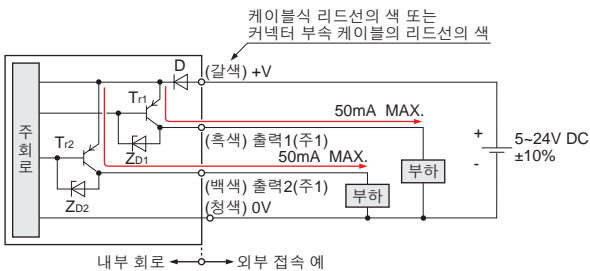 케이블식 리드선의 색 또는
커넥터 부속 케이블의 리드선의 색
D
(갈색) +V
Tr1
50mA MAX.
주회로
Tr2
ZD1
(흑색) 출력1(주1)
50mA MAX.
+
5~24V DC
-
±10%
부하
ZD2
(백색) 출력2(주1)
부하
(청색) 0V
내부 회로
외부 접속 예